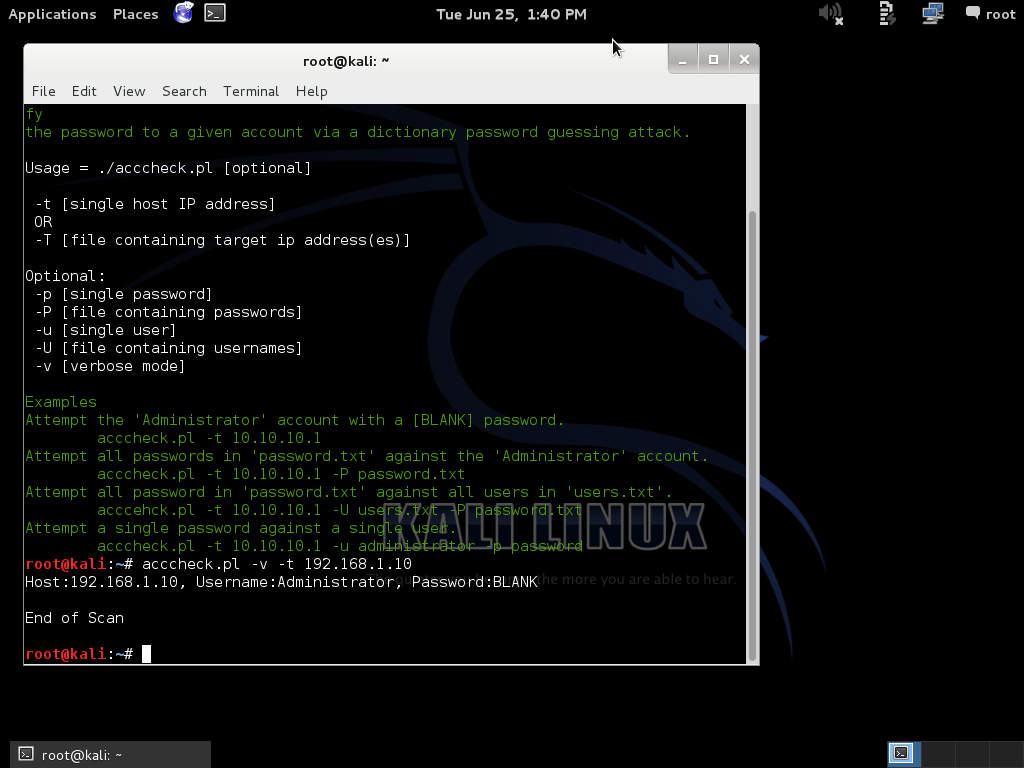 Applications Places Tue Jun 25, 1:40 PM root
root@kali: ~
File Edit View Search Terminal Help
fy
the password to a given account via a dictionary password guessing attack.
Usage = ./acccheck.pl [optional]
-t [single host IP address]
OR
-T [file containing target ip address(es)]
Optional:
-p [single password]
-P [file containing passwords]
-u [single user]
-U [file containing usernames]
-v [verbose mode]
Examples
Attempt the 'Administrator' account with a [BLANK] password.
acccheck.pl -t 10.10.10.1
Attempt all passwords in 'password.txt' against the 'Administrator' account.
acccheck.pl -t 10.10.10.1 -P password.txt
Attempt all password in 'password.txt' against all users in 'users.txt'.
acccehck.pl -t 10.10.10.1 -U users.txt -P password.txt
Attempt a single password against a single user.
acccheck.pl -t 10.10.10.1 -u administrator -p password
KALI LINUX
root@kali:~# acccheck.pl -v -t 192.168.1.10
Host:192.168.1.10, Username:Administrator, Password:BLANK
the more you are able to hear.
End of Scan
root@kali:~#
root@kali: ~